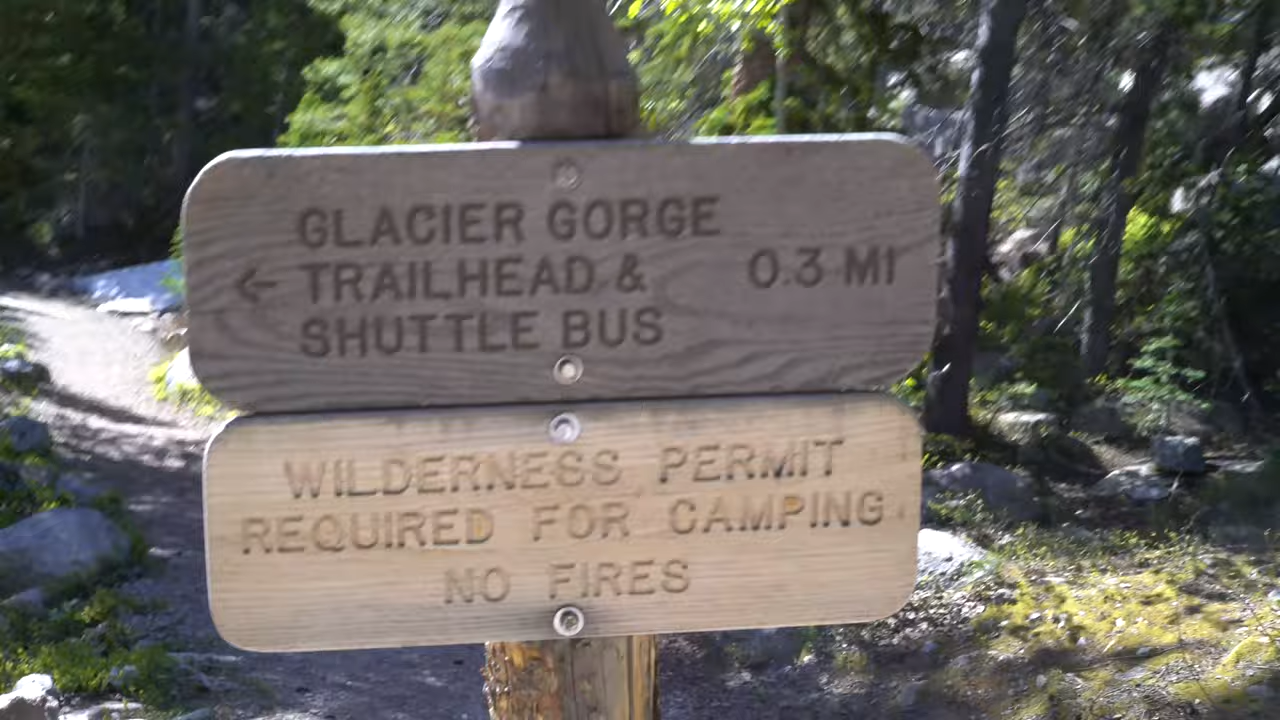 GLACIER GORGE
← TRAILHEAD & 0.3 MI
SHUTTLE BUS
WILDERNESS PERMIT
REQUIRED FOR CAMPING
NO FIRES